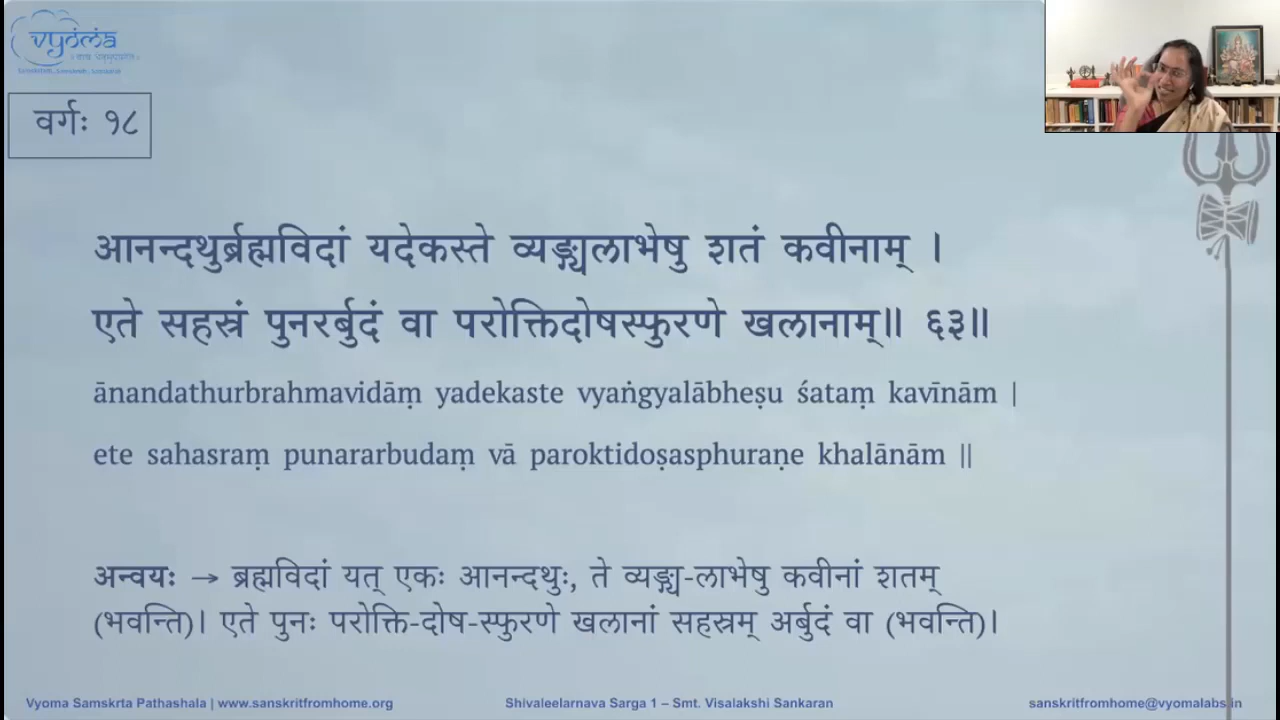 vyoma
वर्गः १८
आनन्दथुर्ब्रह्मविदां यदेकस्ते व्यङ्ग्यलाभेषु शतं कवीनाम् ।
एते सहस्रं पुनरर्बुदं वा परोक्तिदोषस्फुरणे खलानाम्॥ ६३॥
ānandathurbrahmavidāṃ yadekaste vyaṅgyalābheṣu śataṃ kavīnām |
ete sahasraṃ punararbudaṃ vā paroktidoṣasphuraṇe khalānām ||
अन्वयः → ब्रह्मविदां यत् एकः आनन्दथुः, ते व्यङ्ग्य-लाभेषु कवीनां शतम्
(भवन्ति)। एते पुनः परोक्ति-दोष-स्फुरणे खलानां सहस्रम् अर्बुदं वा (भवन्ति)।
Vyoma Samskrta Pathashala | www.sanskritfromhome.org
Shivaleelarnava Sarga 1 – Smt. Visalakshi Sankaran
sanskritfromhome@vyomalabs.in